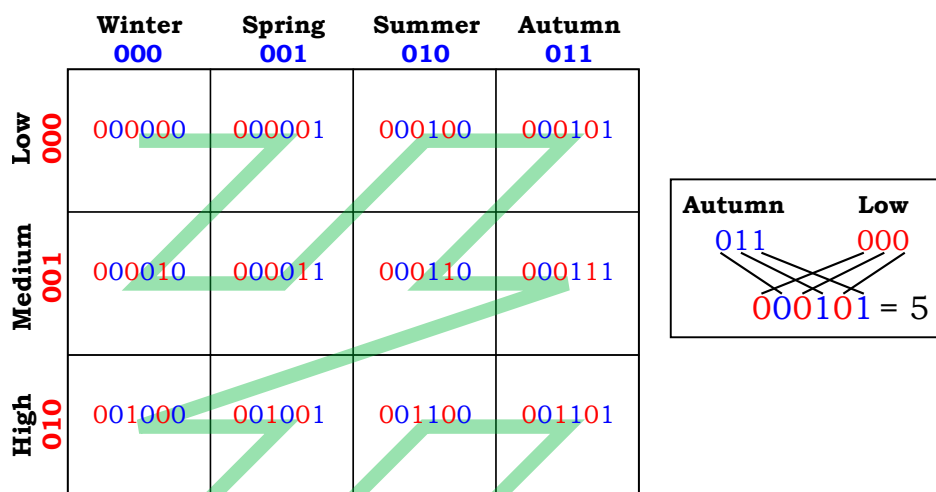 Winter Spring Summer Autumn
000 001 010 011
Low 000 000000 000001 000100 000101
Medium 001 000010 000011 000110 000111
High 010 001000 001001 001100 001101
Autumn Low
011 000
000101 = 5